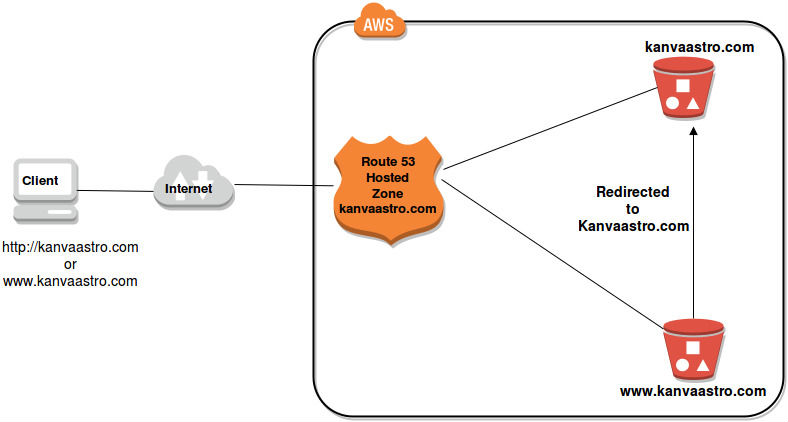 AWS
kanvaastro.com
Route 53
Hosted
Zone
kanvaastro.com
Client
Internet
Redirected
to
Kanvaastro.com
http://kanvaastro.com
or
www.kanvaastro.com
www.kanvaastro.com